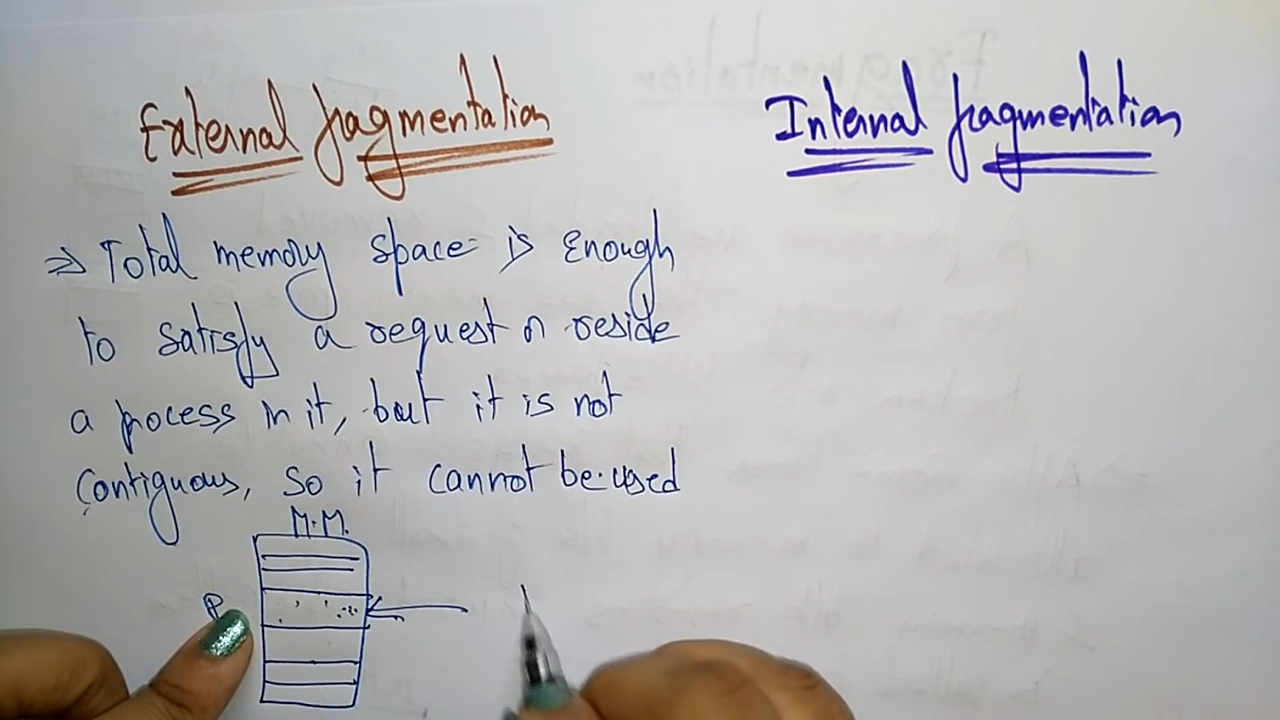 External fragmentation
Internal fragmentation
⇒ Total memory space is Enough
to satisfy a request or reside
a process in it, but it is not
Contiguous, so it cannot be used
M.M.
P